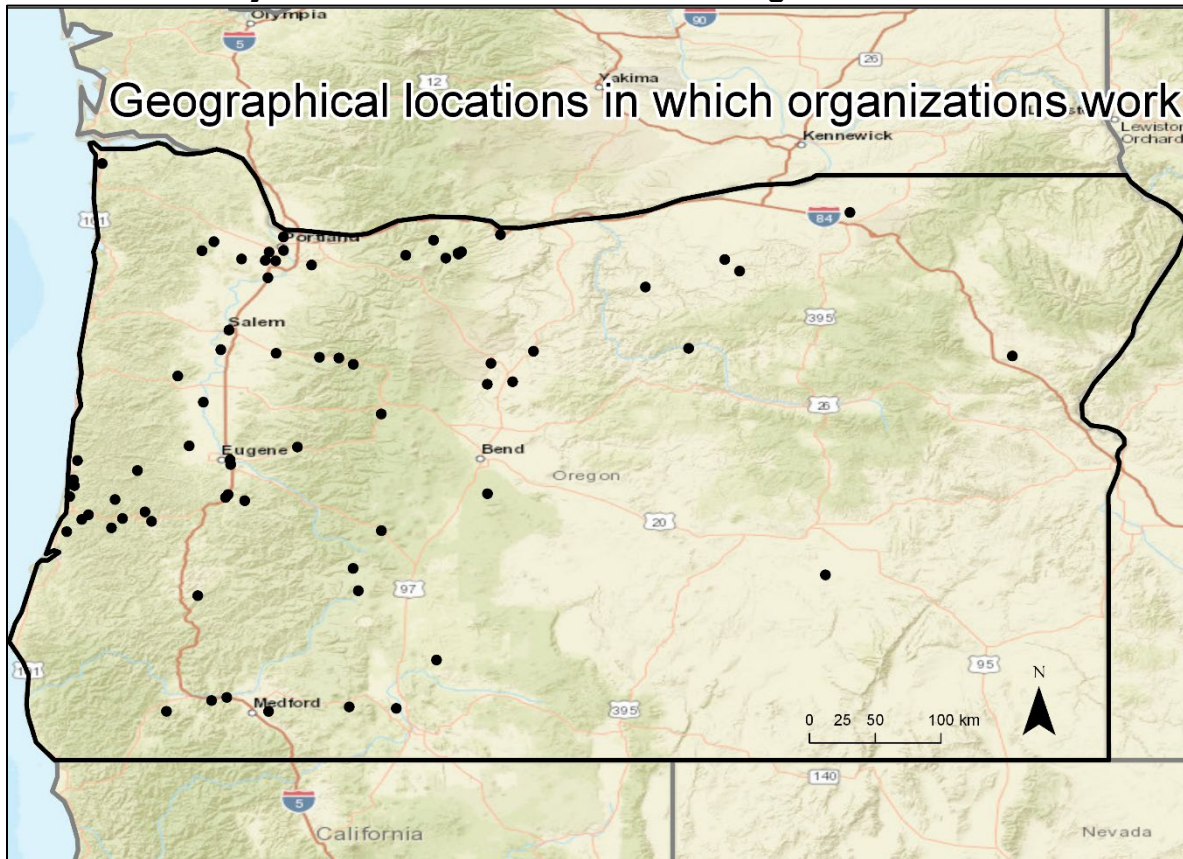 Olympia
5
90
26
12
Yakima
Geographical locations in which organizations work
Kennewick
Lewiston
Orchard
101
84
Portland
Salem
395
26
Eugene
Bend
Oregon
20
97
101
95
Medford
395
N
0 25 50 100 km
140
5
California
Nevada